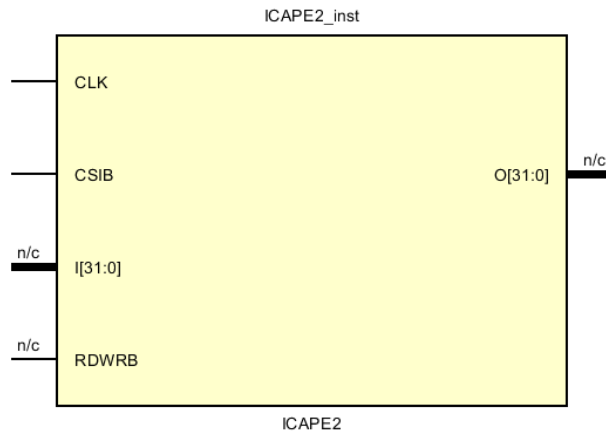 ICAPE2_inst
CLK
CSIB
n/c
O[31:0]
n/c
I[31:0]
n/c
RDWRB
ICAPE2